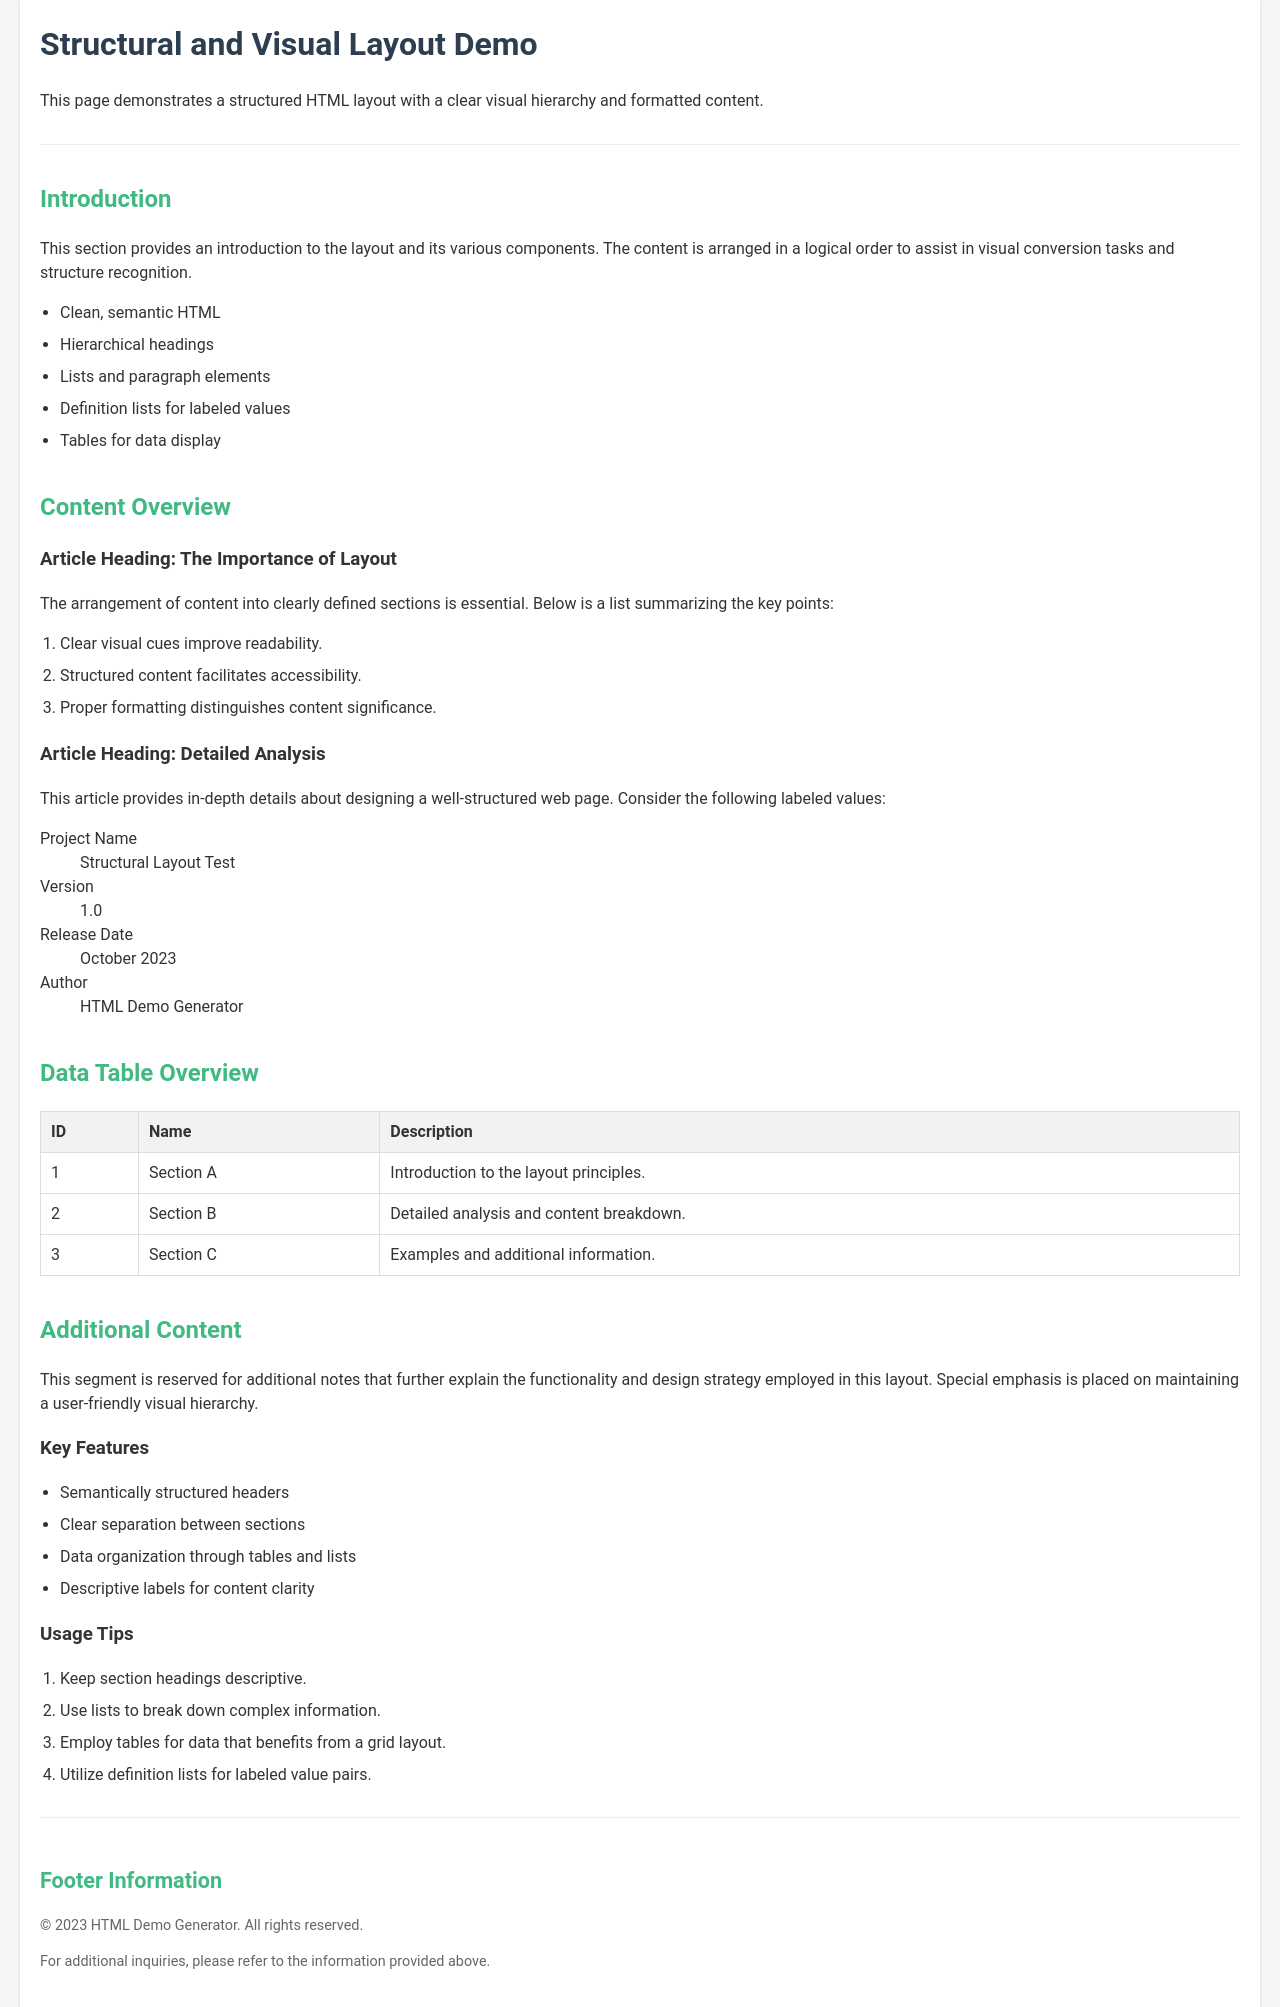 Structural and Visual Layout Demo
This page demonstrates a structured HTML layout with a clear visual hierarchy and formatted content.
Introduction
This section provides an introduction to the layout and its various components. The content is arranged in a logical order to assist in visual conversion tasks and
structure recognition.
• Clean, semantic HTML
• Hierarchical headings
• Lists and paragraph elements
• Definition lists for labeled values
• Tables for data display
Content Overview
Article Heading: The Importance of Layout
The arrangement of content into clearly defined sections is essential. Below is a list summarizing the key points:
1. Clear visual cues improve readability.
2. Structured content facilitates accessibility.
3. Proper formatting distinguishes content significance.
Article Heading: Detailed Analysis
This article provides in-depth details about designing a well-structured web page. Consider the following labeled values:
Project Name
Structural Layout Test
Version
1.0
Release Date
October 2023
Author
HTML Demo Generator
Data Table Overview
ID Name Description
1 Section A Introduction to the layout principles.
2 Section B Detailed analysis and content breakdown.
3 Section C Examples and additional information.
Additional Content
This segment is reserved for additional notes that further explain the functionality and design strategy employed in this layout. Special emphasis is placed on maintaining
a user-friendly visual hierarchy.
Key Features
• Semantically structured headers
• Clear separation between sections
• Data organization through tables and lists
• Descriptive labels for content clarity
Usage Tips
1. Keep section headings descriptive.
2. Use lists to break down complex information.
3. Employ tables for data that benefits from a grid layout.
4. Utilize definition lists for labeled value pairs.
Footer Information
© 2023 HTML Demo Generator. All rights reserved.
For additional inquiries, please refer to the information provided above.